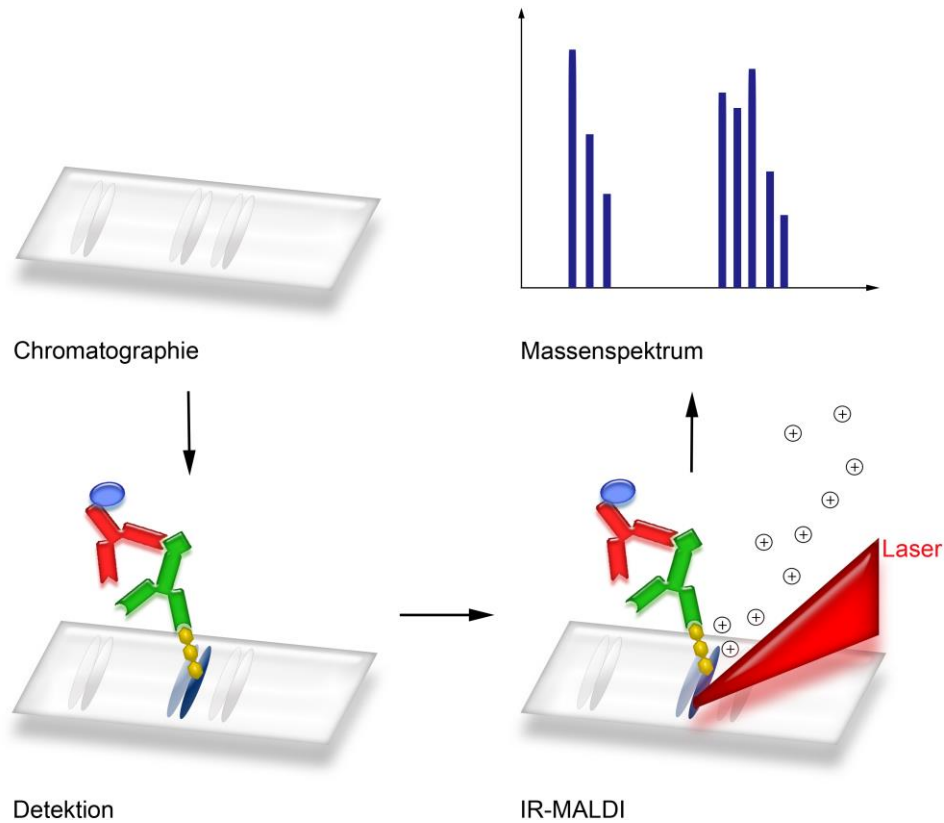 Chromatographie
Massenspektrum
Laser
Detektion
IR-MALDI